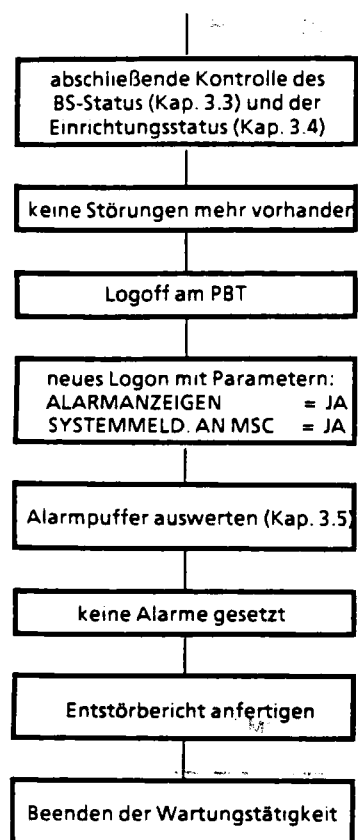 abschließende Kontrolle des
BS-Status (Kap. 3.3) und der
Einrichtungsstatus (Kap. 3.4)
keine Störungen mehr vorhanden
Logoff am PBT
neues Logon mit Parametern:
ALARMANZEIGEN = JA
SYSTEMMELD. AN MSC = JA
Alarmpuffer auswerten (Kap. 3.5)
keine Alarme gesetzt
Entstörbericht anfertigen
Beenden der Wartungstätigkeit